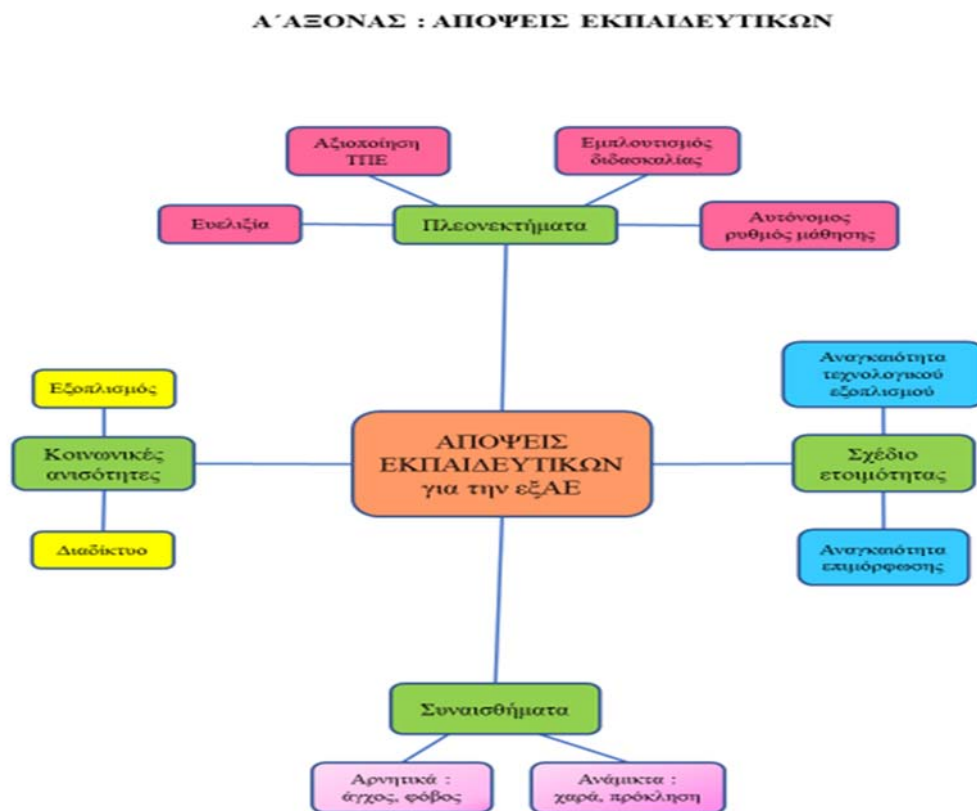 Α΄ΑΞΟΝΑΣ : ΑΠΟΨΕΙΣ ΕΚΠΑΙΔΕΥΤΙΚΩΝ
Αξιοποίηση
ΤΠΕ
Εμπλουτισμός
διδασκαλίας
Ευελιξία
Πλεονεκτήματα
Αυτόνομος
ρυθμός μάθησης
Εξοπλισμός
Κοινωνικές
ανισότητες
Διαδίκτυο
ΑΠΟΨΕΙΣ
ΕΚΠΑΙΔΕΥΤΙΚΩΝ
για την εξΑΕ
Αναγκαιότητα
τεχνολογικού
εξοπλισμού
Σχέδιο
ετοιμότητας
Αναγκαιότητα
επιμόρφωσης
Συναισθήματα
Αρνητικά :
άγχος, φόβος
Ανάμικτα :
χαρά, πρόκληση